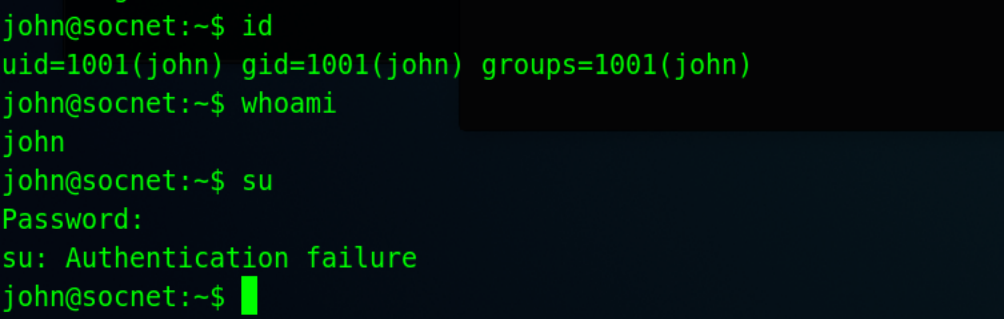 john@socnet:~$ id
uid=1001(john) gid=1001(john) groups=1001(john)
john@socnet:~$ whoami
john
john@socnet:~$ su
Password:
su: Authentication failure
john@socnet:~$